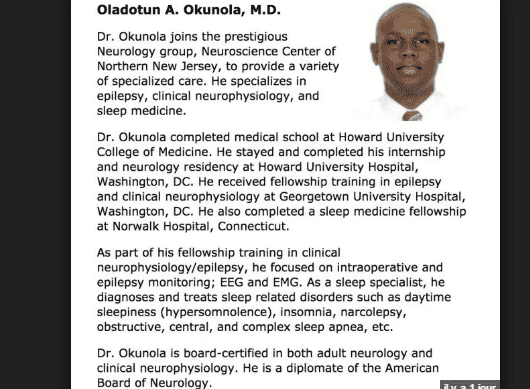 Oladotun A. Okunola, M.D.
Dr. Okunola joins the prestigious
Neurology group, Neuroscience Center of
Northern New Jersey, to provide a variety
of specialized care. He specializes in
epilepsy, clinical neurophysiology, and
sleep medicine.
Dr. Okunola completed medical school at Howard University
College of Medicine. He stayed and completed his internship
and neurology residency at Howard University Hospital,
Washington, DC. He received fellowship training in epilepsy
and clinical neurophysiology at Georgetown University Hospital,
Washington, DC. He also completed a sleep medicine fellowship
at Norwalk Hospital, Connecticut.
As part of his fellowship training in clinical
neurophysiology/epilepsy, he focused on intraoperative and
epilepsy monitoring; EEG and EMG. As a sleep specialist, he
diagnoses and treats sleep related disorders such as daytime
sleepiness (hypersomnolence), insomnia, narcolepsy,
obstructive, central, and complex sleep apnea, etc.
Dr. Okunola is board-certified in both adult neurology and
clinical neurophysiology. He is a diplomate of the American
Board of Neurology.
il y a 1 jour